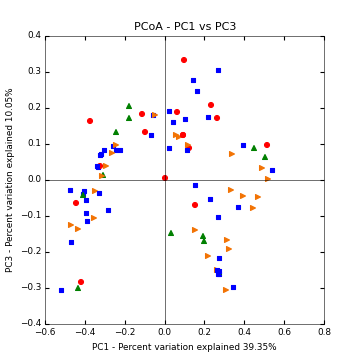 PCoA - PC1 vs PC3
0.4
0.3
0.2
0.1
0.0
−0.1
−0.2
−0.3
−0.4
PC3 - Percent variation explained 10.05%
−0.6 −0.4 −0.2 0.0 0.2 0.4 0.6 0.8
PC1 - Percent variation explained 39.35%